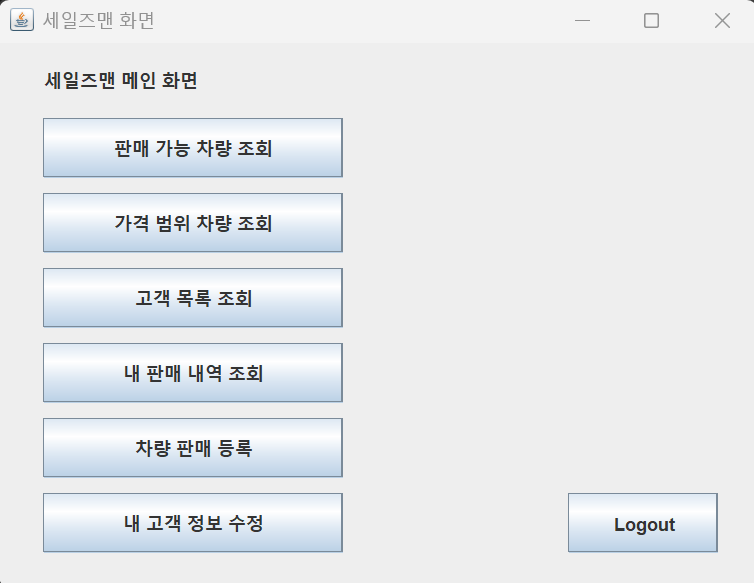 세일즈맨 화면
세일즈맨 메인 화면
판매 가능 차량 조회
가격 범위 차량 조회
고객 목록 조회
내 판매 내역 조회
차량 판매 등록
내 고객 정보 수정
Logout